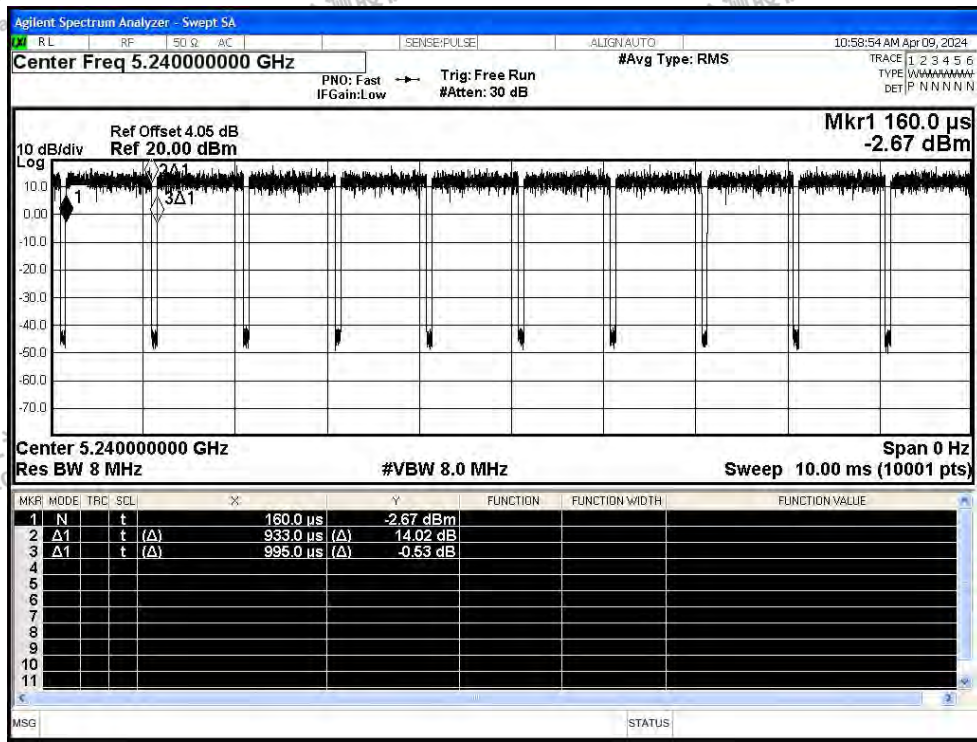 Agilent Spectrum Analyzer - Swept SA
RL RF 50 Ω AC SENSE:PULSE ALIGN AUTO 10:58:54 AM Apr 09, 2024
Center Freq 5.240000000 GHz #Avg Type: RMS TRACE 1 2 3 4 5 6
PNO: Fast Trig: Free Run TYPE WWWWWW
IFGain:Low #Atten: 30 dB DET P N N N N N
Mkr1 160.0 µs
Ref Offset 4.05 dB
10 dB/div Ref 20.00 dBm -2.67 dBm
Log
2Δ1
10.0
1 3Δ1
0.00
-10.0
-20.0
-30.0
-40.0
-50.0
-60.0
-70.0
Center 5.240000000 GHz Span 0 Hz
Res BW 8 MHz #VBW 8.0 MHz Sweep 10.00 ms (10001 pts)
MKR MODE TRC SCL X Y FUNCTION FUNCTION WIDTH FUNCTION VALUE
1 N t 160.0 µs -2.67 dBm
2 Δ1 t (Δ) 933.0 µs (Δ) 14.02 dB
3 Δ1 t (Δ) 995.0 µs (Δ) -0.53 dB
4
5
6
7
8
9
10
11
MSG STATUS